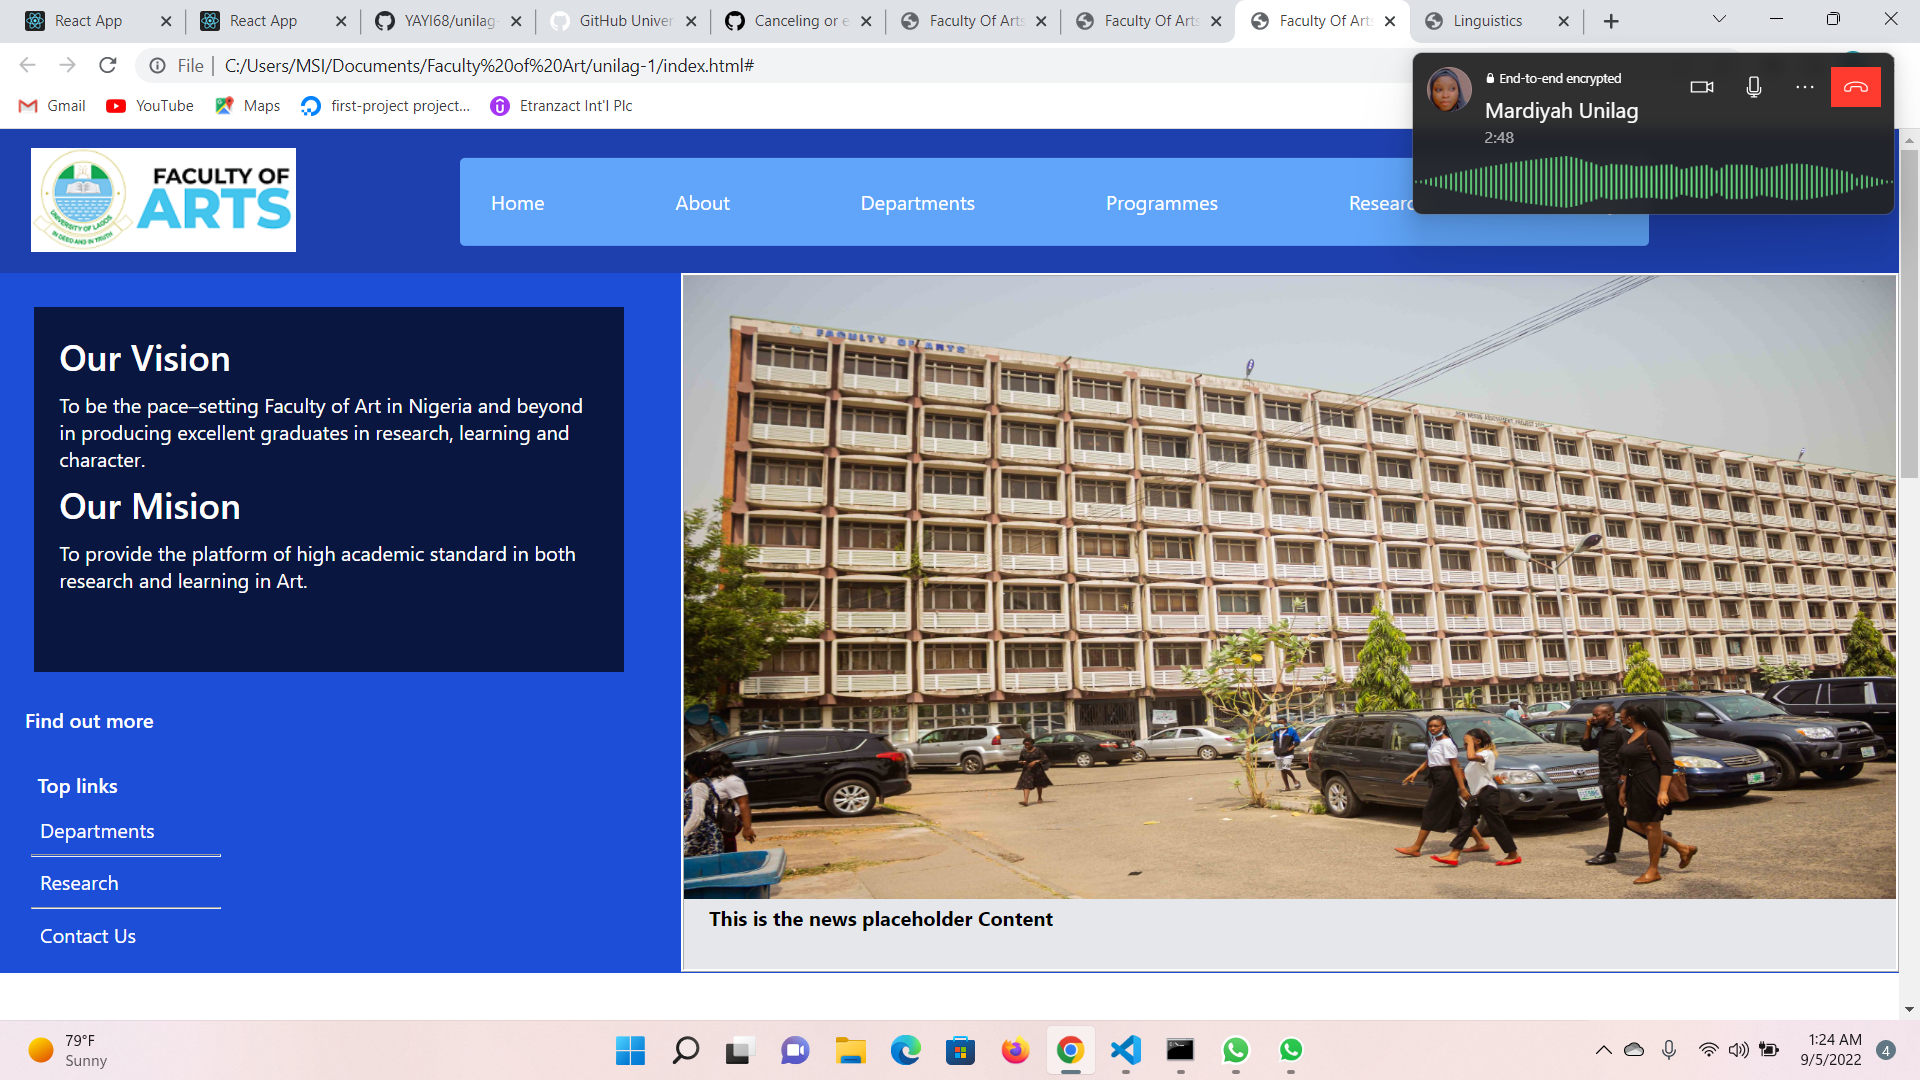 React App
React App
YAYI68/unilag-
GitHub Univer
Canceling or e
Faculty Of Arts
Faculty Of Arts
Faculty Of Arts
Linguistics
File
C:/Users/MSI/Documents/Faculty%20of%20Art/unilag-1/index.html#
Gmail
YouTube
Maps
first-project project...
Etranzact Int'l Plc
End-to-end encrypted
Mardiyah Unilag
2:48
FACULTY OF
ARTS
UNIVERSITY OF LAGOS
IN DEED AND IN TRUTH
Home
About
Departments
Programmes
Researc
FACULTY OF ARTS
Our Vision
To be the pace–setting Faculty of Art in Nigeria and beyond
in producing excellent graduates in research, learning and
character.
Our Mision
To provide the platform of high academic standard in both
research and learning in Art.
Find out more
Top links
Departments
Research
Contact Us
This is the news placeholder Content
79°F
Sunny
1:24 AM
9/5/2022
4